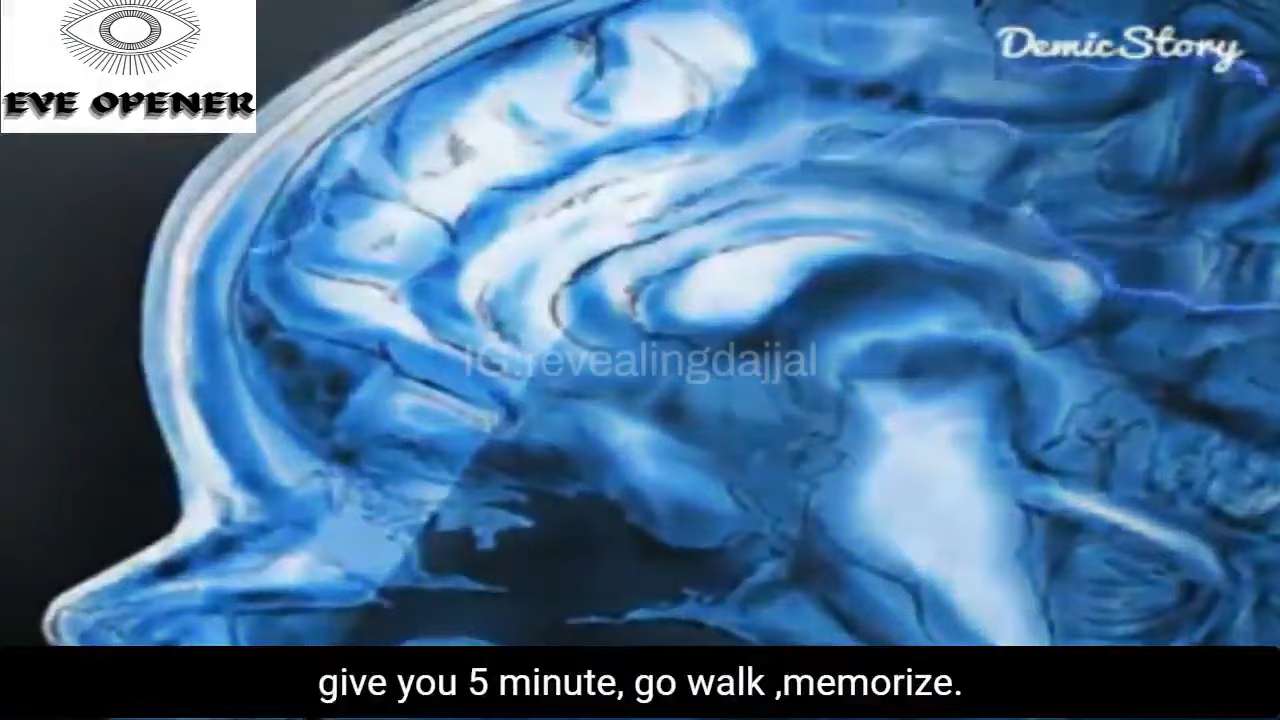 EYE OPENER
DemicStory
IG:revealingdajjal
give you 5 minute, go walk ,memorize.